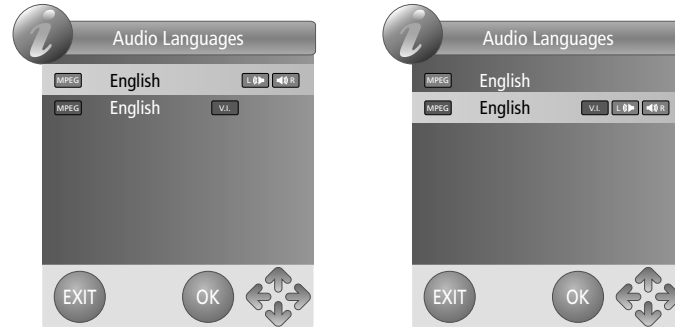 i Audio Languages
MPEG English L R
MPEG English V.I.
EXIT OK
i Audio Languages
MPEG English
MPEG English V.I. L R
EXIT OK